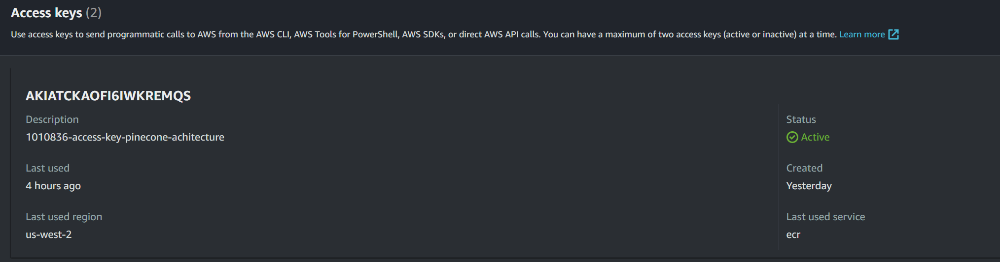 Access keys (2)
Use access keys to send programmatic calls to AWS from the AWS CLI, AWS Tools for PowerShell, AWS SDKs, or direct AWS API calls. You can have a maximum of two access keys (active or inactive) at a time. Learn more
AKIATCKAOFI6IWKREMQS
Description
1010836-access-key-pinecone-achitecture
Status
Active
Last used
4 hours ago
Created
Yesterday
Last used region
us-west-2
Last used service
ecr